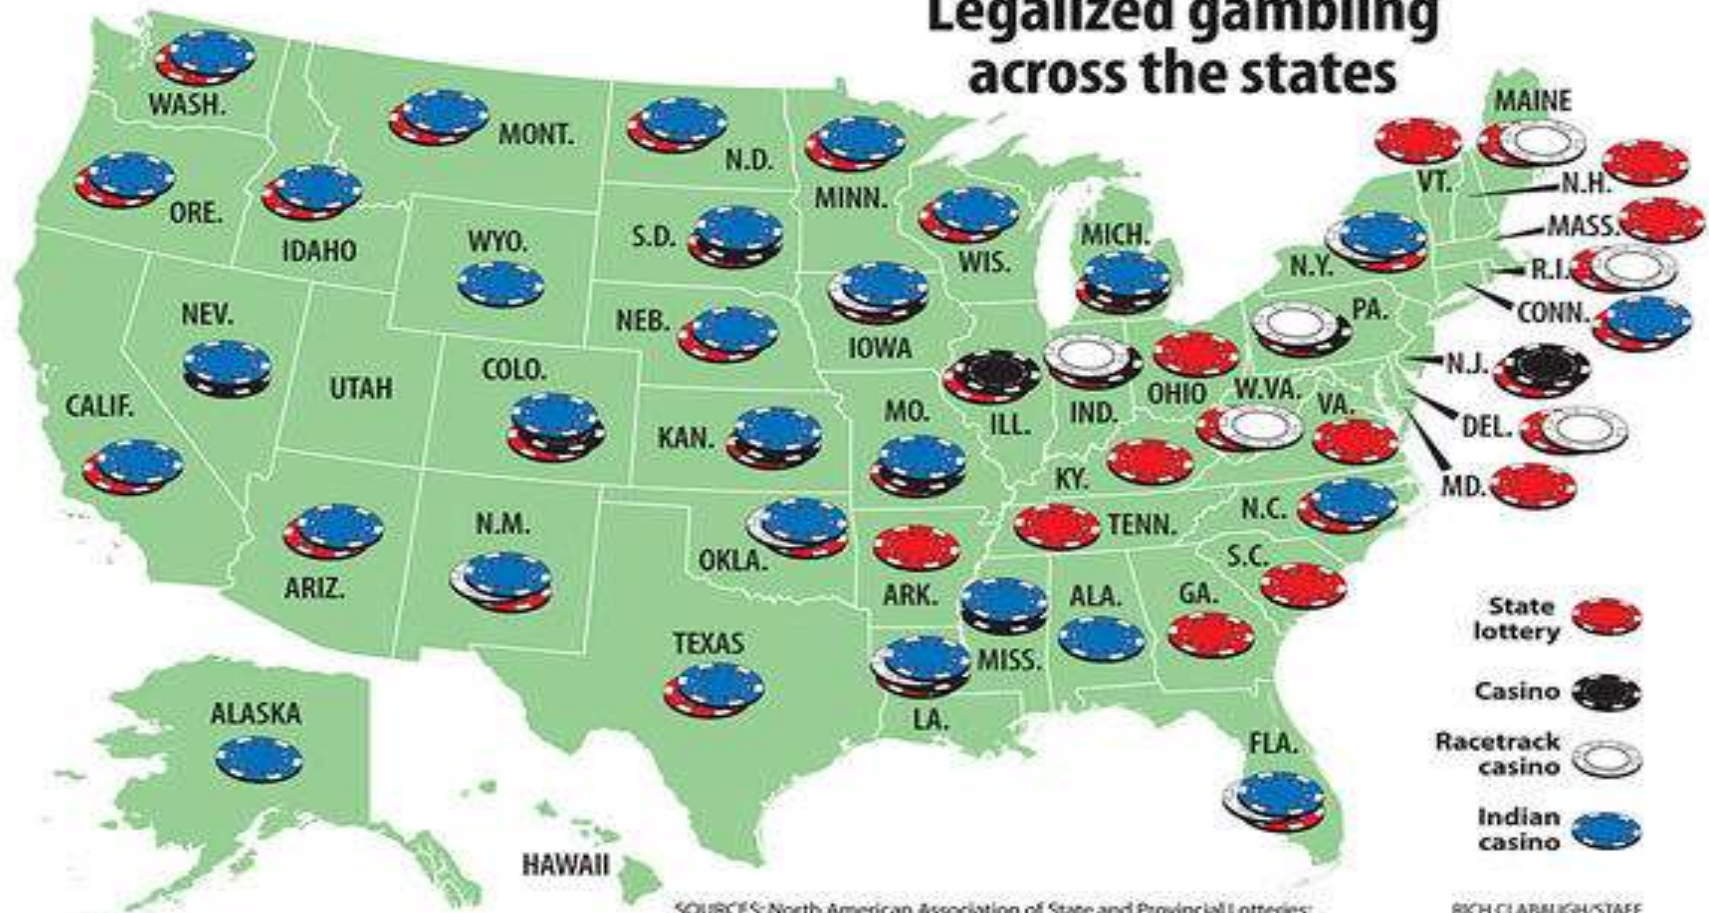 Legalized gambling
across the states
WASH.
MONT.
N.D.
MINN.
ORE.
IDAHO
WYO.
S.D.
WIS.
MICH.
MAINE
VT.
N.H.
MASS.
N.Y.
R.I.
CONN.
NEV.
NEB.
IOWA
PA.
N.J.
UTAH
COLO.
CALIF.
KAN.
MO.
ILL.
IND.
OHIO
W.VA.
VA.
DEL.
MD.
KY.
ARIZ.
N.M.
OKLA.
ARK.
TENN.
N.C.
S.C.
TEXAS
MISS.
ALA.
GA.
LA.
FLA.
ALASKA
HAWAII
State
lottery
Casino
Racetrack
casino
Indian
casino
SOURCES: North American Association of State and Provincial Lotteries;
RICH CLABAUGH/STAFF